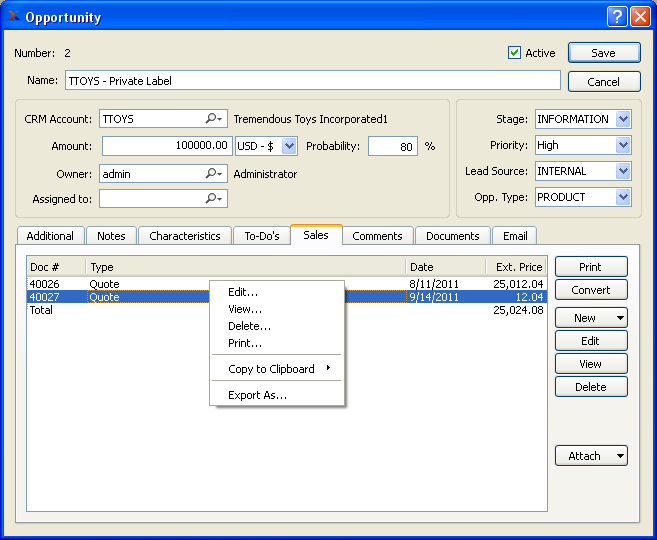 Opportunity
Number: 2
Active
Save
Name: TTOYS - Private Label
Cancel
CRM Account: TTOYS Tremendous Toys Incorporated1
Stage: INFORMATION
Amount: 100000.00 USD - $ Probability: 80 %
Priority: High
Owner: admin Administrator
Lead Source: INTERNAL
Assigned to:
Opp. Type: PRODUCT
Additional Notes Characteristics To-Do's Sales Comments Documents Email
Doc # Type Date Ext. Price
40026 Quote 8/11/2011 25,012.04
40027 Quote 9/14/2011 12.04
Total 25,024.08
Edit...
View...
Delete...
Print...
Copy to Clipboard
Export As...
Print
Convert
New
Edit
View
Delete
Attach